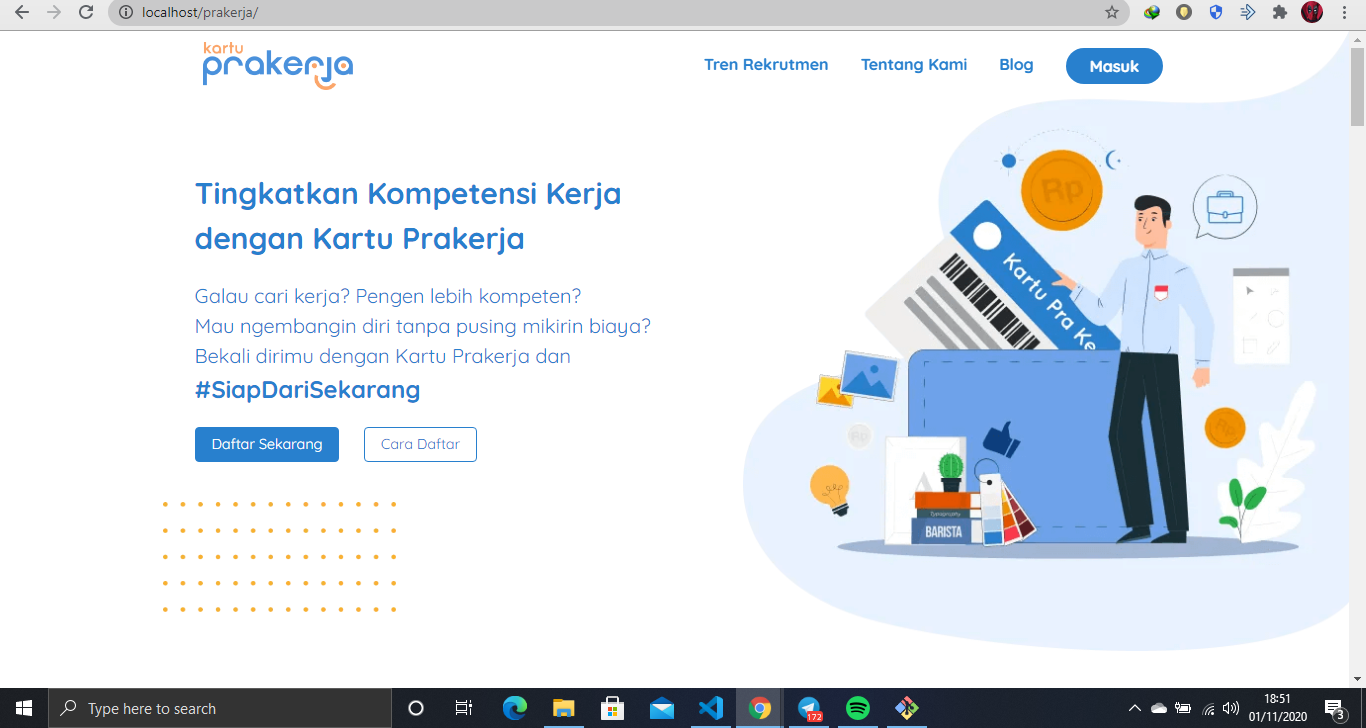 localhost/prakerja/
kartu
prakerja
Tren Rekrutmen
Tentang Kami
Blog
Masuk
Tingkatkan Kompetensi Kerja
dengan Kartu Prakerja
Galau cari kerja? Pengen lebih kompeten?
Mau ngembangin diri tanpa pusing mikirin biaya?
Bekali dirimu dengan Kartu Prakerja dan
#SiapDariSekarang
Daftar Sekarang
Cara Daftar
Rp
Kartu Pra Ke
Rp
Rp
A
BARISTA
Type here to search
172
18:51
01/11/2020
3